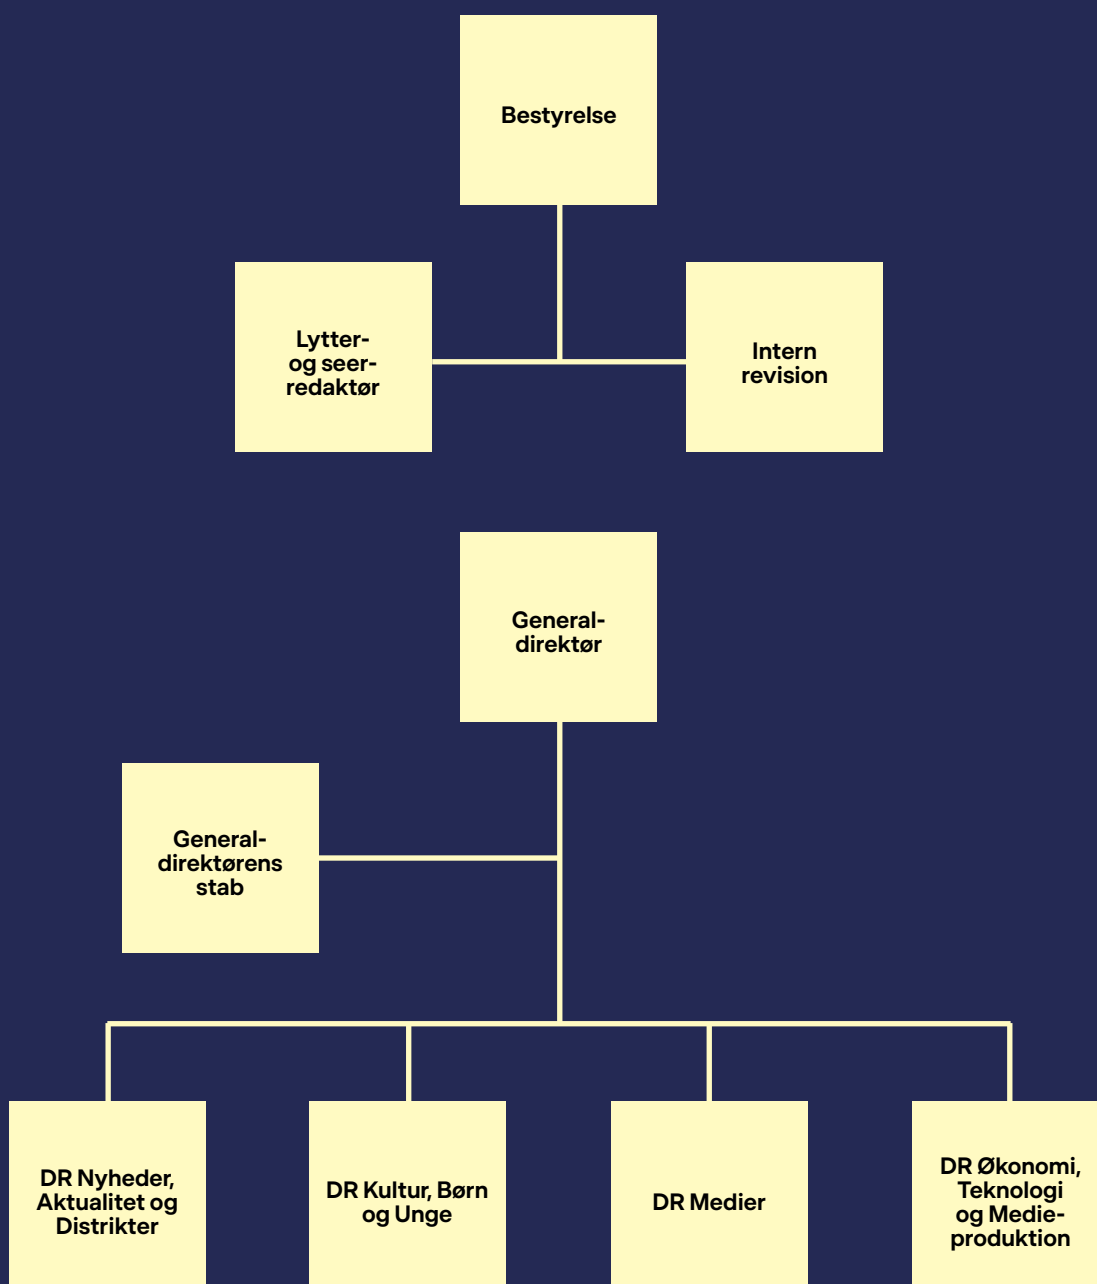 Bestyrelse
Lytter-
og seer-
redaktør
Intern
revision
General-
direktør
General-
direktørens
stab
DR Nyheder,
Aktualitet og
Distrikter
DR Kultur, Børn
og Unge
DR Medier
DR Økonomi,
Teknologi
og Medie-
produktion